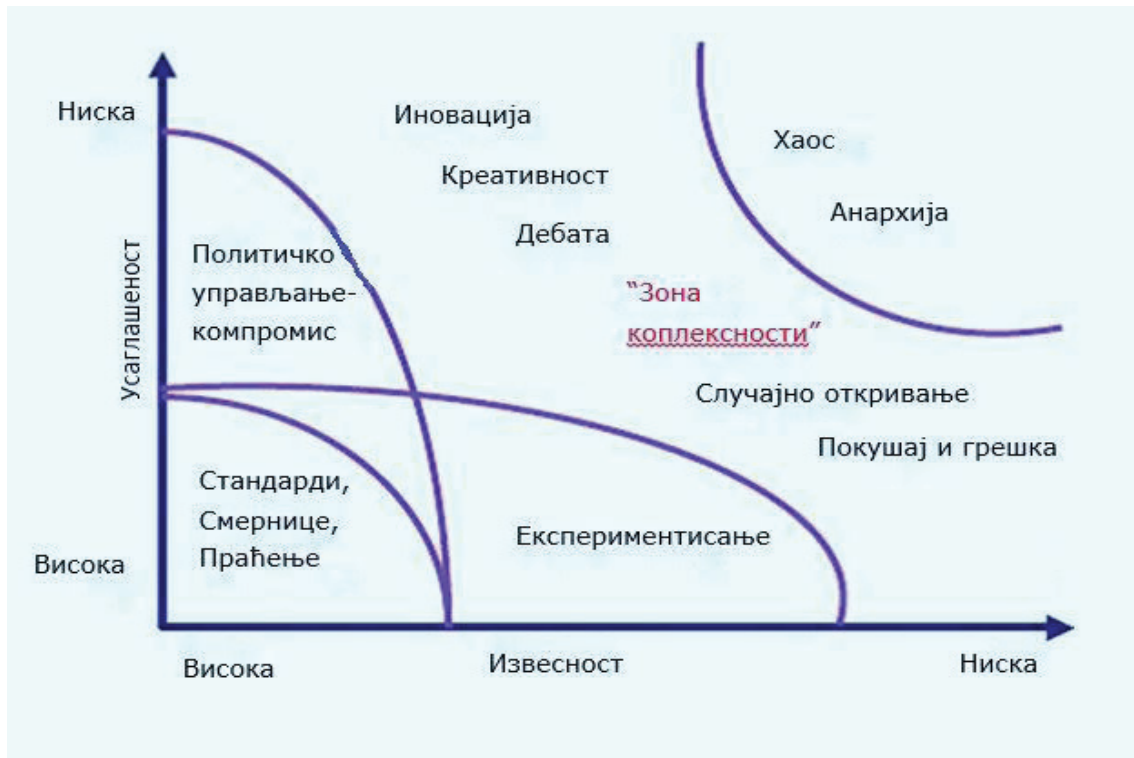 Ниска
Иновација
Хаос
Креативност
Анархија
Дебата
Политичко
управљање-
компромис
"Зона
коплексности"
Усаглашеност
Случајно откривање
Покушај и грешка
Стандарди,
Смернице,
Праћење
Експериментисање
Висока
Висока
Извесност
Ниска